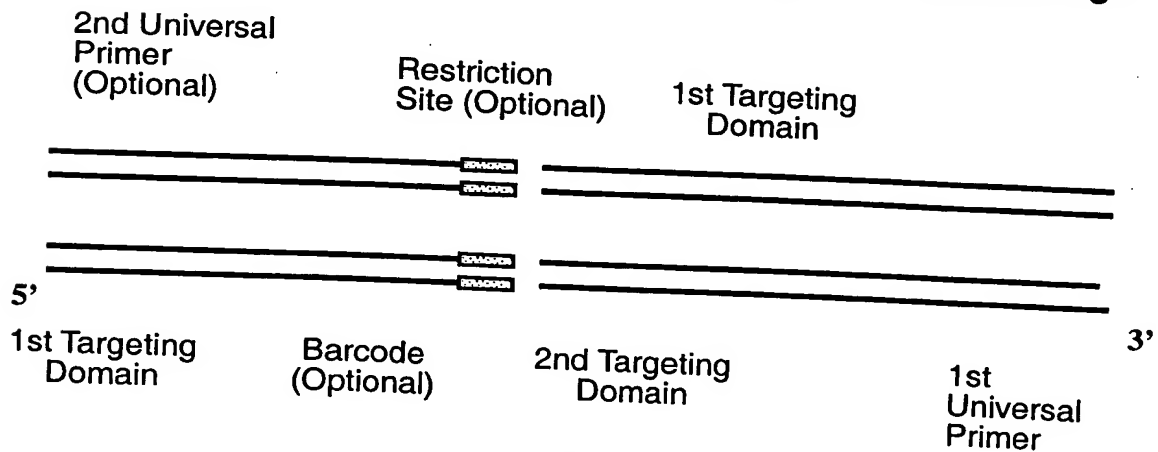 2nd Universal
Primer
(Optional)
Restriction
Site (Optional)
1st Targeting
Domain
5’
3’
1st Targeting
Domain
Barcode
(Optional)
2nd Targeting
Domain
1st
Universal
Primer